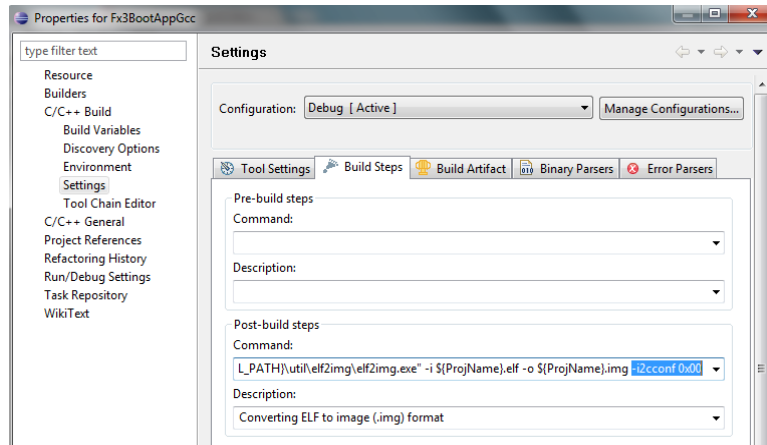 Properties for Fx3BootAppGcc
type filter text
Settings
Resource
Builders
C/C++ Build
Build Variables
Discovery Options
Environment
Settings
Tool Chain Editor
C/C++ General
Project References
Refactoring History
Run/Debug Settings
Task Repository
WikiText
Configuration:
Debug [ Active ]
Manage Configurations...
Tool Settings
Build Steps
Build Artifact
Binary Parsers
Error Parsers
Pre-build steps
Command:
Description:
Post-build steps
Command:
L_PATH}\util\elf2img\elf2img.exe" -i ${ProjName}.elf -o ${ProjName}.img -i2cconf 0x00
Description:
Converting ELF to image (.img) format